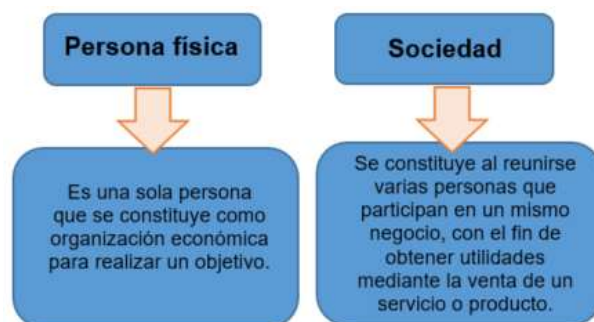 Persona física
Es una sola persona
que se constituye como
organización económica
para realizar un objetivo.
Sociedad
Se constituye al reunirse
varias personas que
participan en un mismo
negocio, con el fin de
obtener utilidades
mediante la venta de un
servicio o producto.